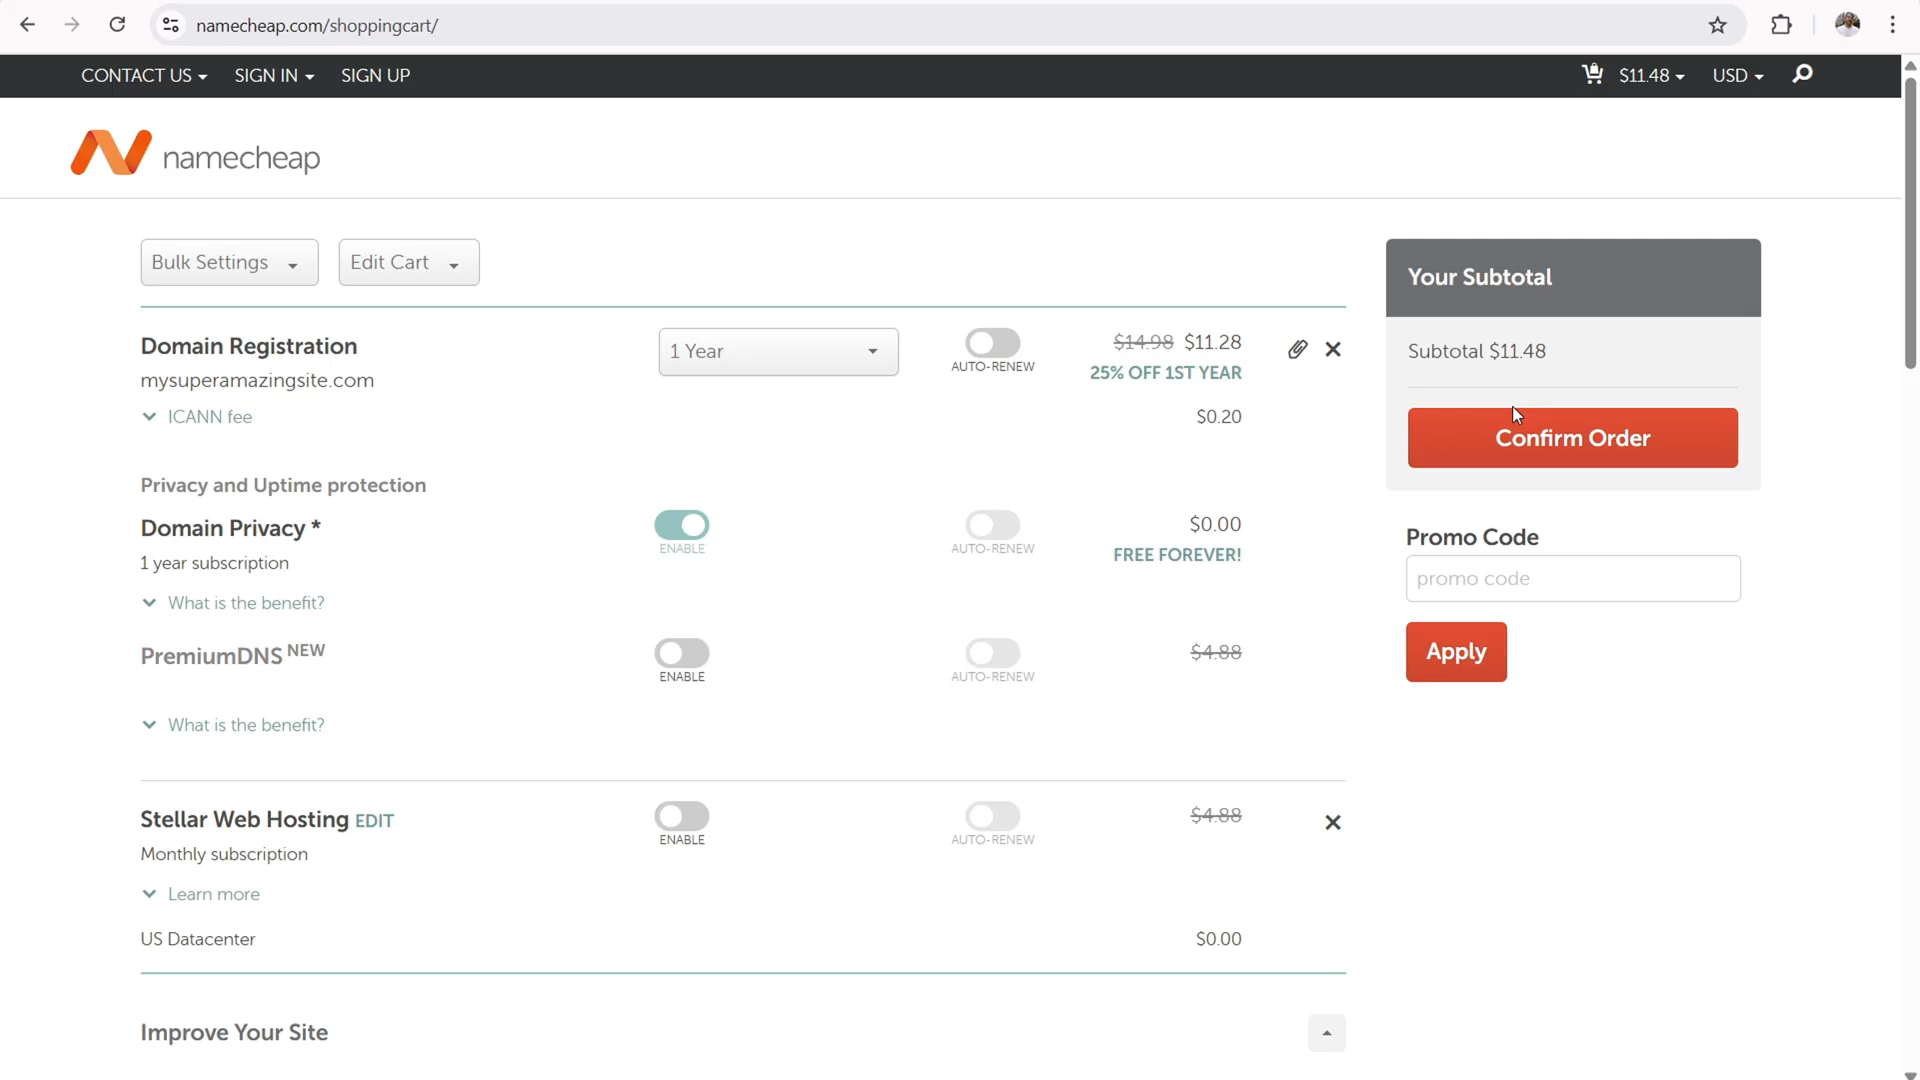 namecheap.com/shoppingcart/
CONTACT US SIGN IN SIGN UP $11.48 USD
namecheap
Bulk Settings Edit Cart
Your Subtotal
Domain Registration 1 Year $14.98 $11.28
AUTO-RENEW Subtotal $11.48
mysuperamazingsite.com 25% OFF 1ST YEAR
ICANN fee $0.20
Confirm Order
Privacy and Uptime protection
Domain Privacy * $0.00
ENABLE AUTO-RENEW Promo Code
1 year subscription FREE FOREVER!
promo code
What is the benefit?
PremiumDNS NEW $4.88
ENABLE AUTO-RENEW Apply
What is the benefit?
Stellar Web Hosting EDIT $4.88
ENABLE AUTO-RENEW
Monthly subscription
Learn more
US Datacenter $0.00
Improve Your Site